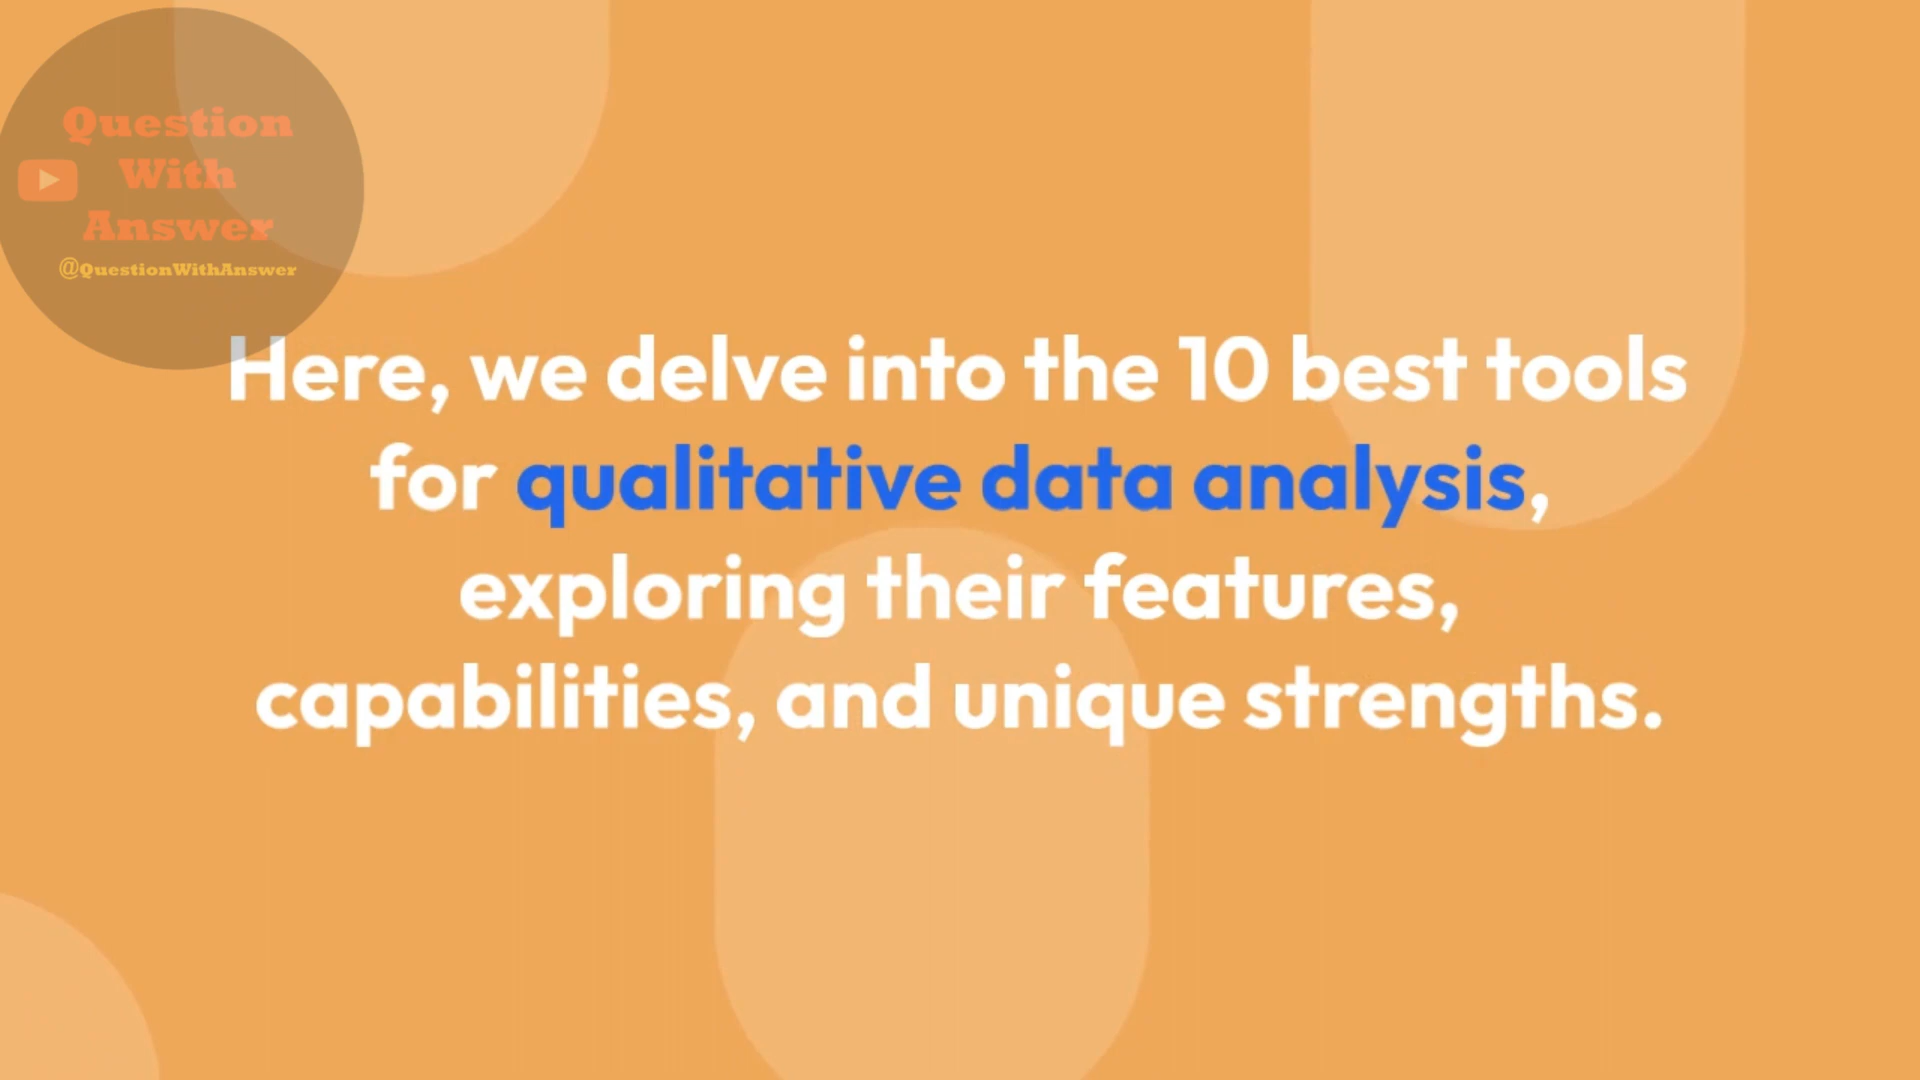 Question
With
Answer
@QuestionWithAnswer
Here, we delve into the 10 best tools
for qualitative data analysis,
exploring their features,
capabilities, and unique strengths.